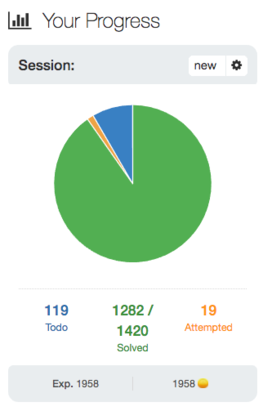 Your Progress
Session: new
119 1282 / 19
Todo 1420 Attempted
Solved
Exp. 1958 1958